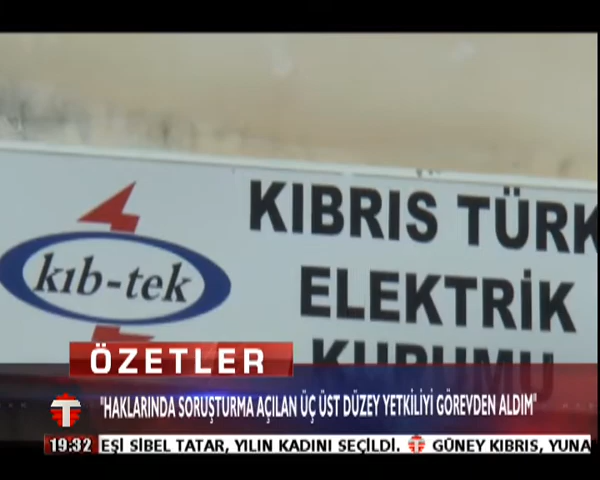 KIBRIS TÜRK
kıb-tek
ELEKTRİK
KURUMU
ÖZETLER
"HAKLARINDA SORUŞTURMA AÇILAN ÜÇ ÜST DÜZEY YETKİLİYİ GÖREVDEN ALDIM"
T
19:32 EŞİ SİBEL TATAR, YILIN KADINI SEÇİLDİ. T GÜNEY KIBRIS, YUNA